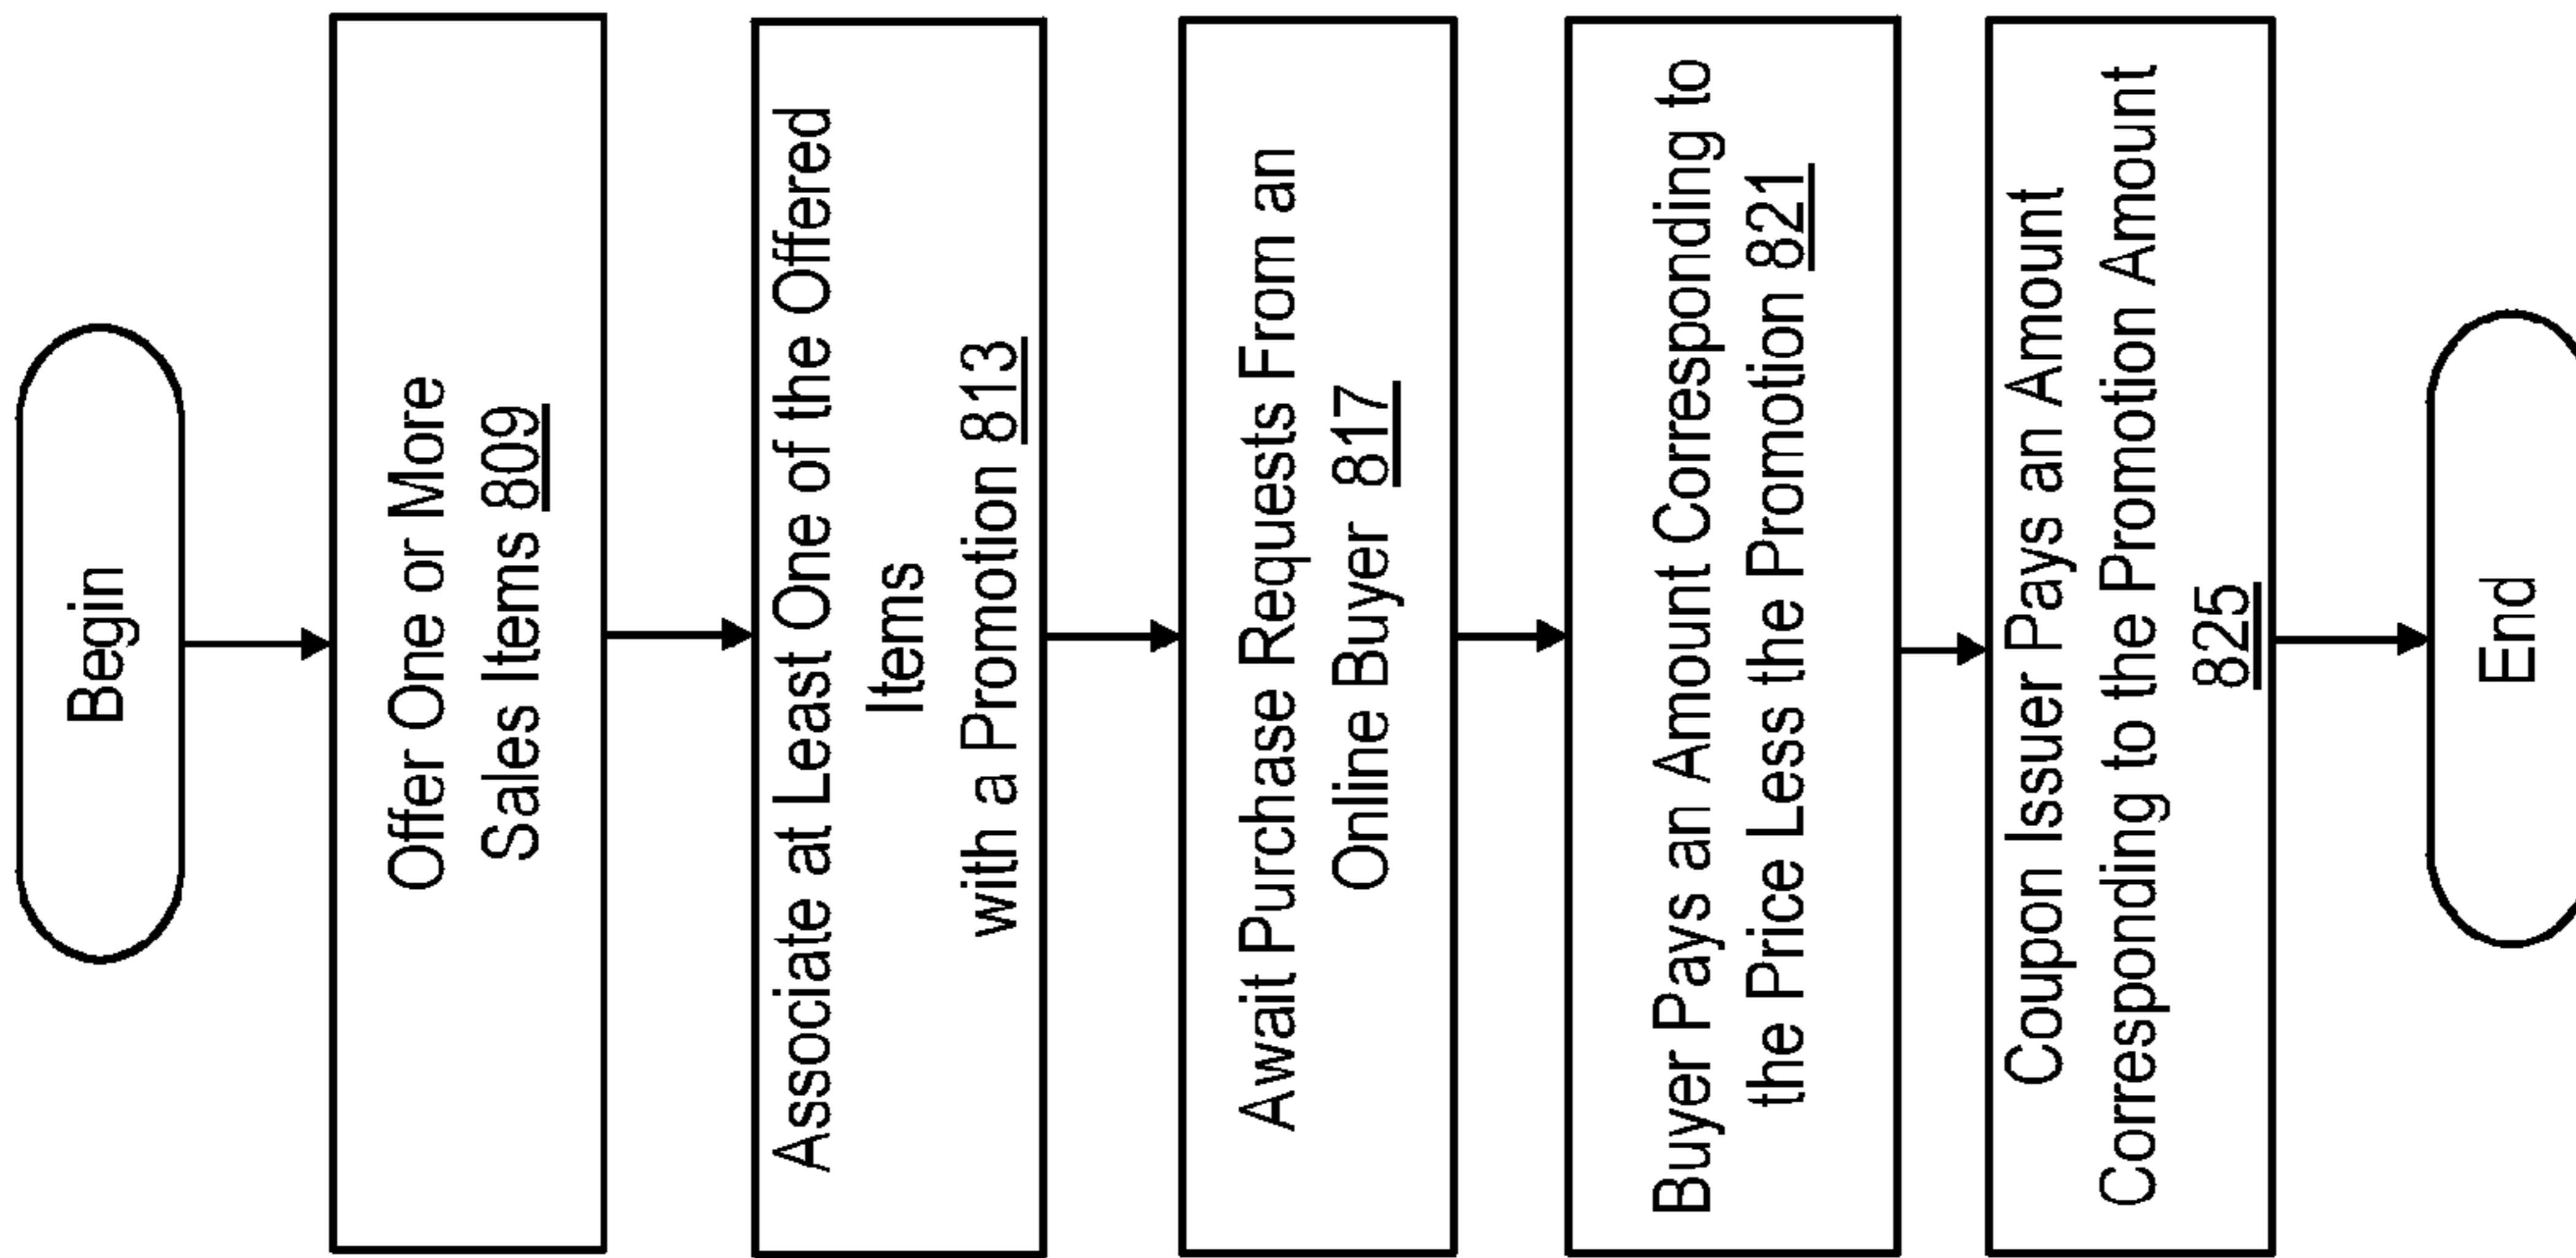 Begin
Offer One or More
Sales Items 809
Associate at Least One of the Offered
Items
with a Promotion 813
Await Purchase Requests From an
Online Buyer 817
Buyer Pays an Amount Corresponding to
the Price Less the Promotion 821
Coupon Issuer Pays an Amount
Corresponding to the Promotion Amount
825
End